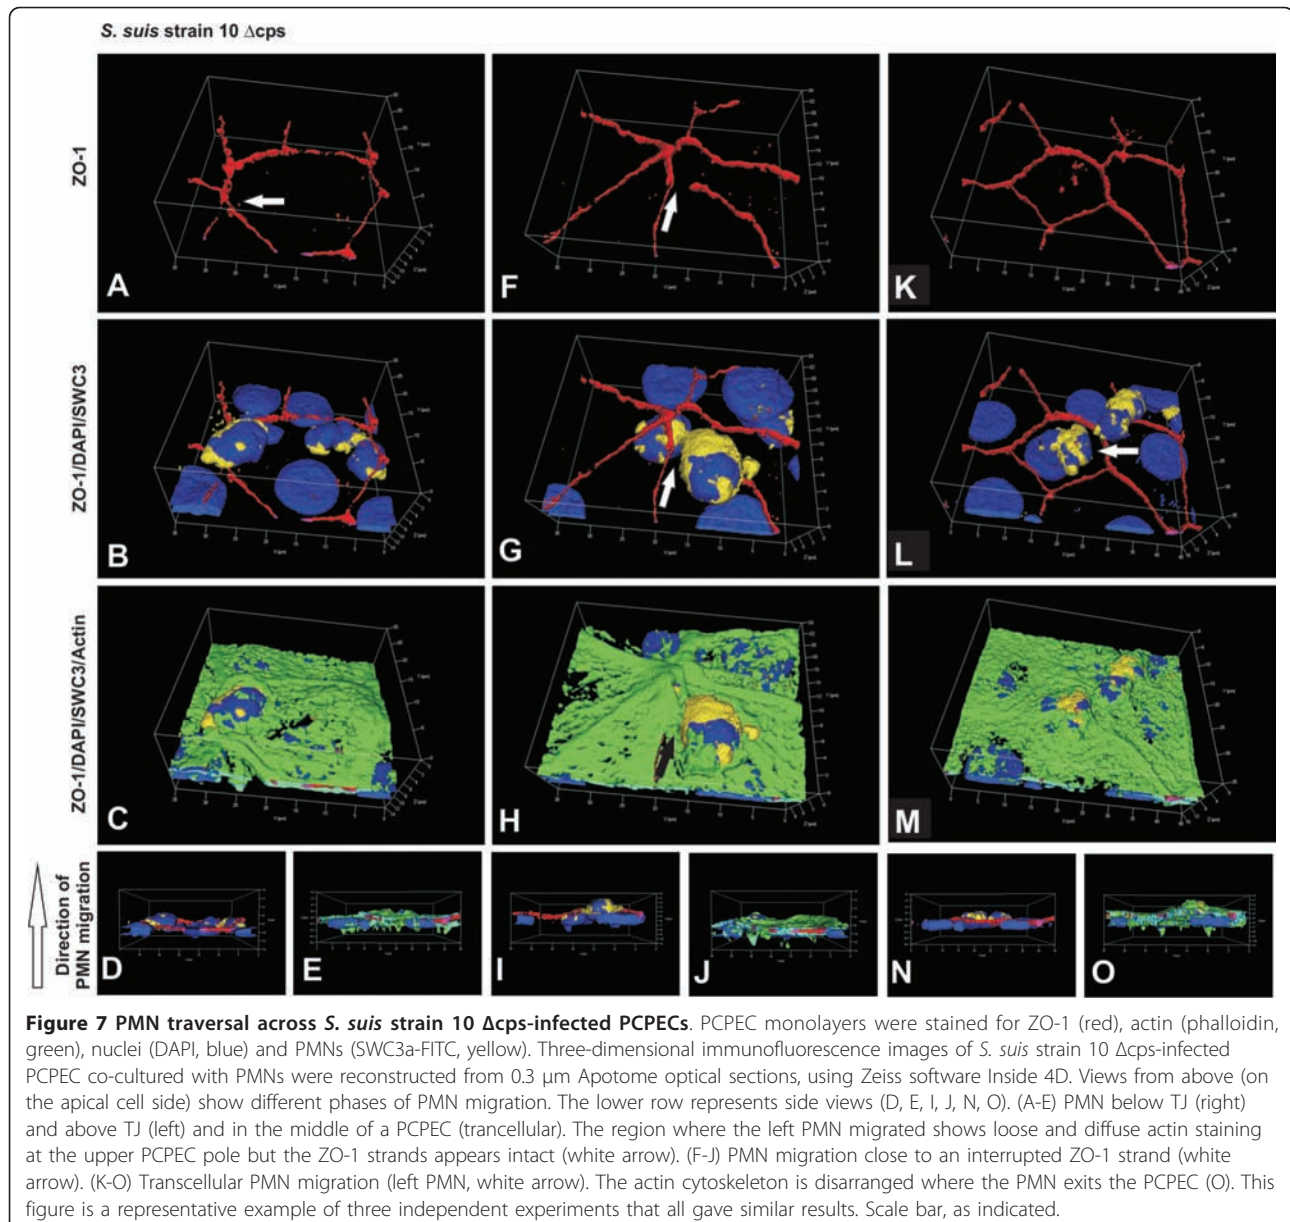 S. suis strain 10 Δcps
ZO-1
A
F
K
ZO-1/DAPI/SWC3
B
G
L
ZO-1/DAPI/SWC3/Actin
C
H
M
Direction of
PMN migration
D
E
I
J
N
O
Figure 7 PMN traversal across S. suis strain 10 Δcps-infected PCPECs. PCPEC monolayers were stained for ZO-1 (red), actin (phalloidin,
green), nuclei (DAPI, blue) and PMNs (SWC3a-FITC, yellow). Three-dimensional immunofluorescence images of S. suis strain 10 Δcps-infected
PCPEC co-cultured with PMNs were reconstructed from 0.3 μm Apotome optical sections, using Zeiss software Inside 4D. Views from above (on
the apical cell side) show different phases of PMN migration. The lower row represents side views (D, E, I, J, N, O). (A-E) PMN below TJ (right)
and above TJ (left) and in the middle of a PCPEC (trancellular). The region where the left PMN migrated shows loose and diffuse actin staining
at the upper PCPEC pole but the ZO-1 strands appears intact (white arrow). (F-J) PMN migration close to an interrupted ZO-1 strand (white
arrow). (K-O) Transcellular PMN migration (left PMN, white arrow). The actin cytoskeleton is disarranged where the PMN exits the PCPEC (O). This
figure is a representative example of three independent experiments that all gave similar results. Scale bar, as indicated.